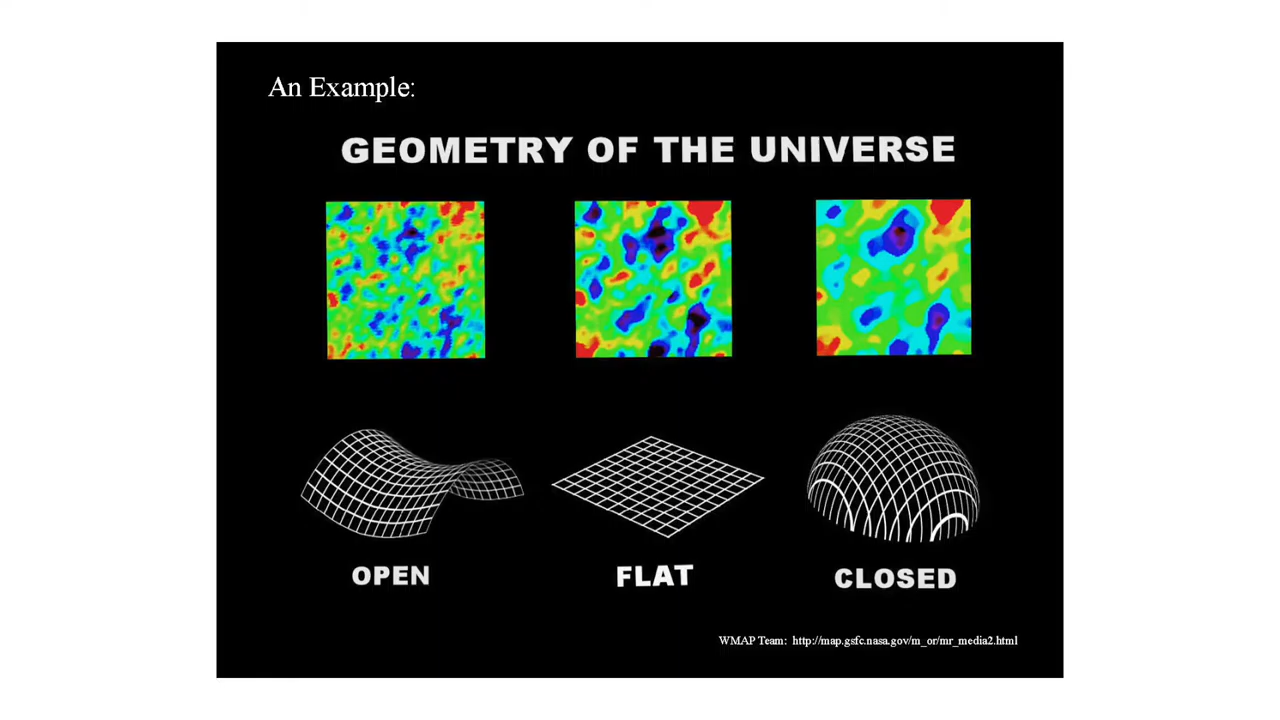 An Example:
GEOMETRY OF THE UNIVERSE
OPEN
FLAT
CLOSED
WMAP Team: http://map.gsfc.nasa.gov/m_or/mr_media2.html